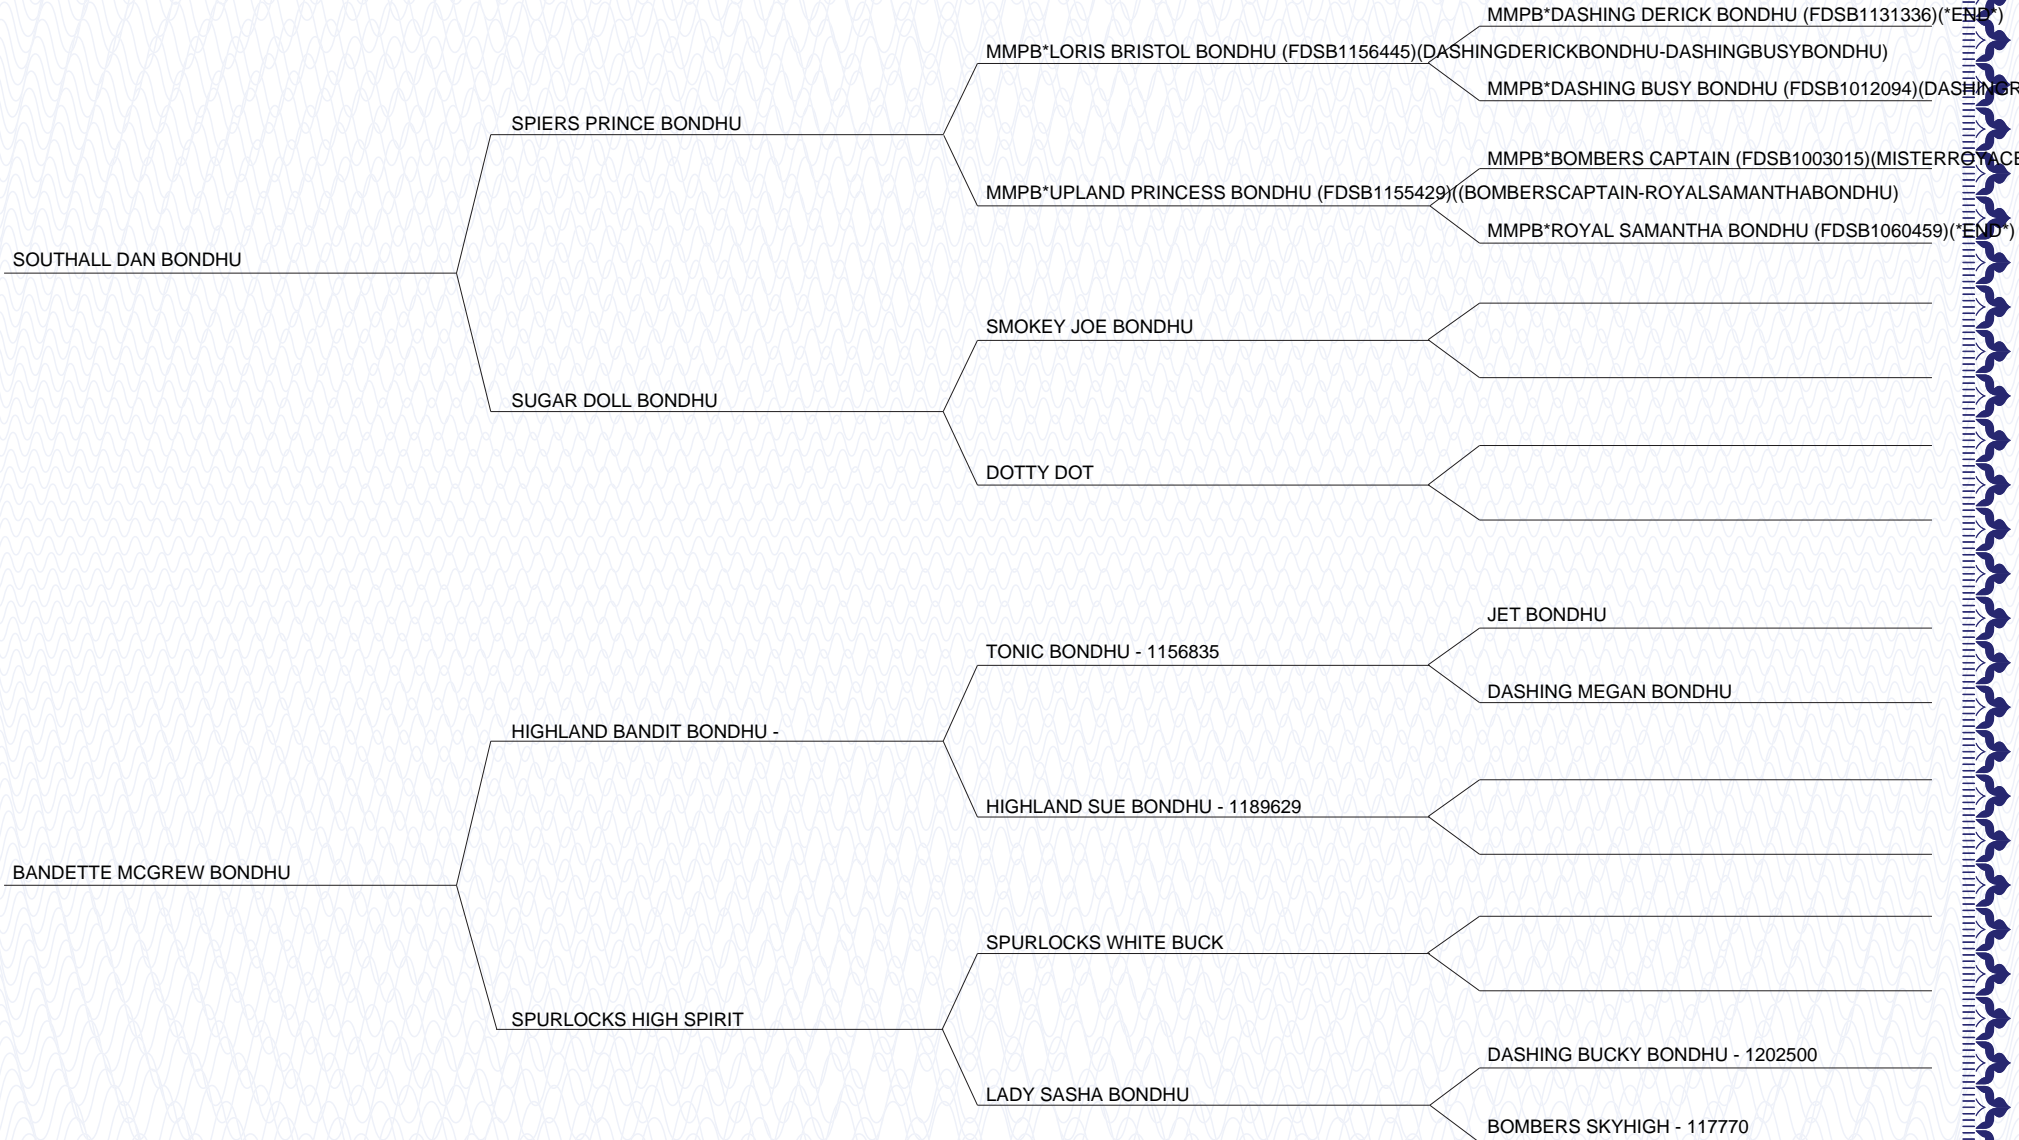 MMPB*DASHING DERICK BONDHU (FDSB1131336)(*END*)
MMPB*LORIS BRISTOL BONDHU (FDSB1156445)(DASHINGDERICKBONDHU-DASHINGBUSYBONDHU)
MMPB*DASHING BUSY BONDHU (FDSB1012094)(DASHINGR
SPIERS PRINCE BONDHU
MMPB*BOMBERS CAPTAIN (FDSB1003015)(MISTERROYACE
MMPB*UPLAND PRINCESS BONDHU (FDSB1155429)((BOMBERSCAPTAIN-ROYALSAMANTHABONDHU)
MMPB*ROYAL SAMANTHA BONDHU (FDSB1060459)(*END*)
SOUTHALL DAN BONDHU
SMOKEY JOE BONDHU
SUGAR DOLL BONDHU
DOTTY DOT
JET BONDHU
TONIC BONDHU - 1156835
DASHING MEGAN BONDHU
HIGHLAND BANDIT BONDHU -
HIGHLAND SUE BONDHU - 1189629
BANDETTE MCGREW BONDHU
SPURLOCKS WHITE BUCK
SPURLOCKS HIGH SPIRIT
DASHING BUCKY BONDHU - 1202500
LADY SASHA BONDHU
BOMBERS SKYHIGH - 117770